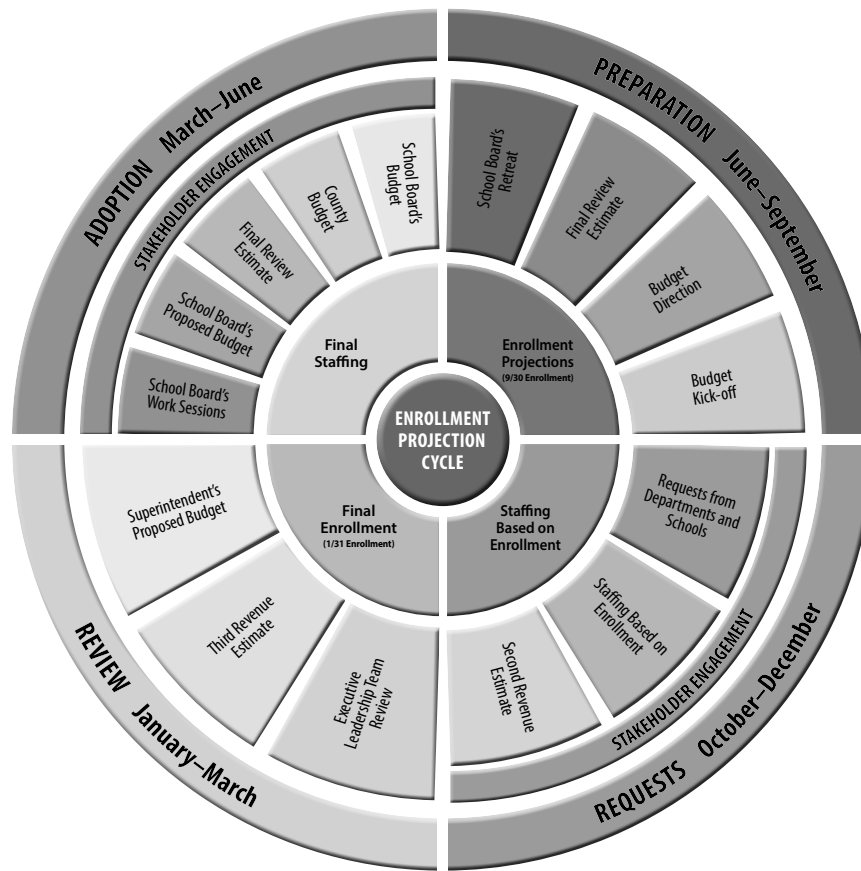 PREPARATION June–September
School Board's
Retreat
Final Review
Estimate
Budget
Direction
Budget
Kick-off
Enrollment
Projections
(9/30 Enrollment)
REQUESTS October–December
STAKEHOLDER ENGAGEMENT
Requests from
Departments and
Schools
Staffing Based on
Enrollment
Second Revenue
Estimate
Staffing
Based on
Enrollment
REVIEW January–March
Executive
Leadership Team
Review
Third Revenue
Estimate
Superintendent's
Proposed Budget
Final
Enrollment
(1/31 Enrollment)
ADOPTION March–June
STAKEHOLDER ENGAGEMENT
School Board's
Work Sessions
School Board's
Proposed Budget
Final Review
Estimate
County
Budget
School Board's
Budget
Final
Staffing
ENROLLMENT
PROJECTION
CYCLE